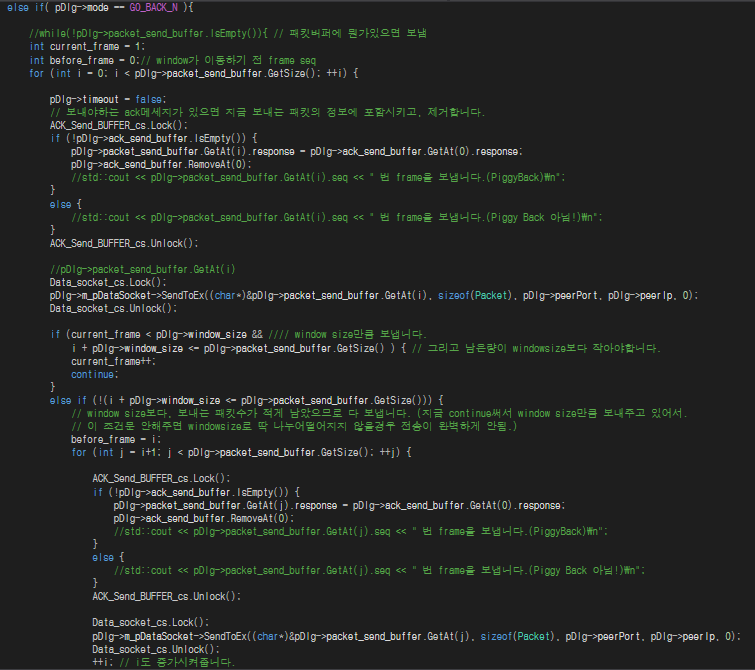 else if( pDlg->mode == GO_BACK_N ){
//while(!pDlg->packet_send_buffer.IsEmpty()){ // 패킷버퍼에 뭔가있으면 보냄
int current_frame = 1;
int before_frame = 0;// window가 이동하기 전 frame seq
for (int i = 0; i < pDlg->packet_send_buffer.GetSize(); ++i) {
pDlg->timeout = false;
// 보내야하는 ack메세지가 있으면 지금 보내는 패킷의 정보에 포함시키고, 제거합니다.
ACK_Send_BUFFER_cs.Lock();
if (!pDlg->ack_send_buffer.IsEmpty()) {
pDlg->packet_send_buffer.GetAt(i).response = pDlg->ack_send_buffer.GetAt(0).response;
pDlg->ack_send_buffer.RemoveAt(0);
//std::cout << pDlg->packet_send_buffer.GetAt(i).seq << " 번 frame을 보냅니다.(PiggyBack)\n";
}
else {
//std::cout << pDlg->packet_send_buffer.GetAt(i).seq << " 번 frame을 보냅니다.(Piggy Back 아님!)\n";
}
ACK_Send_BUFFER_cs.Unlock();
//pDlg->packet_send_buffer.GetAt(i)
Data_socket_cs.Lock();
pDlg->m_pDataSocket->SendToEx((char*)&pDlg->packet_send_buffer.GetAt(i), sizeof(Packet), pDlg->peerPort, pDlg->peerIp, 0);
Data_socket_cs.Unlock();
if (current_frame < pDlg->window_size && //// window size만큼 보냅니다.
i + pDlg->window_size <= pDlg->packet_send_buffer.GetSize() ) { // 그리고 남은량이 windowsize보다 작아야합니다.
current_frame++;
continue;
}
else if (!(i + pDlg->window_size <= pDlg->packet_send_buffer.GetSize())) {
// window size보다, 보내는 패킷수가 적게 남았으므로 다 보냅니다. (지금 continue써서 window size만큼 보내주고 있어서.
// 이 조건문 안해주면 windowsize로 딱 나누어떨어지지 않을경우 전송이 완벽하게 안됨.)
before_frame = i;
for (int j = i+1; j < pDlg->packet_send_buffer.GetSize(); ++j) {
ACK_Send_BUFFER_cs.Lock();
if (!pDlg->ack_send_buffer.IsEmpty()) {
pDlg->packet_send_buffer.GetAt(j).response = pDlg->ack_send_buffer.GetAt(0).response;
pDlg->ack_send_buffer.RemoveAt(0);
//std::cout << pDlg->packet_send_buffer.GetAt(j).seq << " 번 frame을 보냅니다.(PiggyBack)\n";
}
else {
//std::cout << pDlg->packet_send_buffer.GetAt(j).seq << " 번 frame을 보냅니다.(Piggy Back 아님!)\n";
}
ACK_Send_BUFFER_cs.Unlock();
Data_socket_cs.Lock();
pDlg->m_pDataSocket->SendToEx((char*)&pDlg->packet_send_buffer.GetAt(j), sizeof(Packet), pDlg->peerPort, pDlg->peerIp, 0);
Data_socket_cs.Unlock();
++i; // i도 증가시켜줍니다.